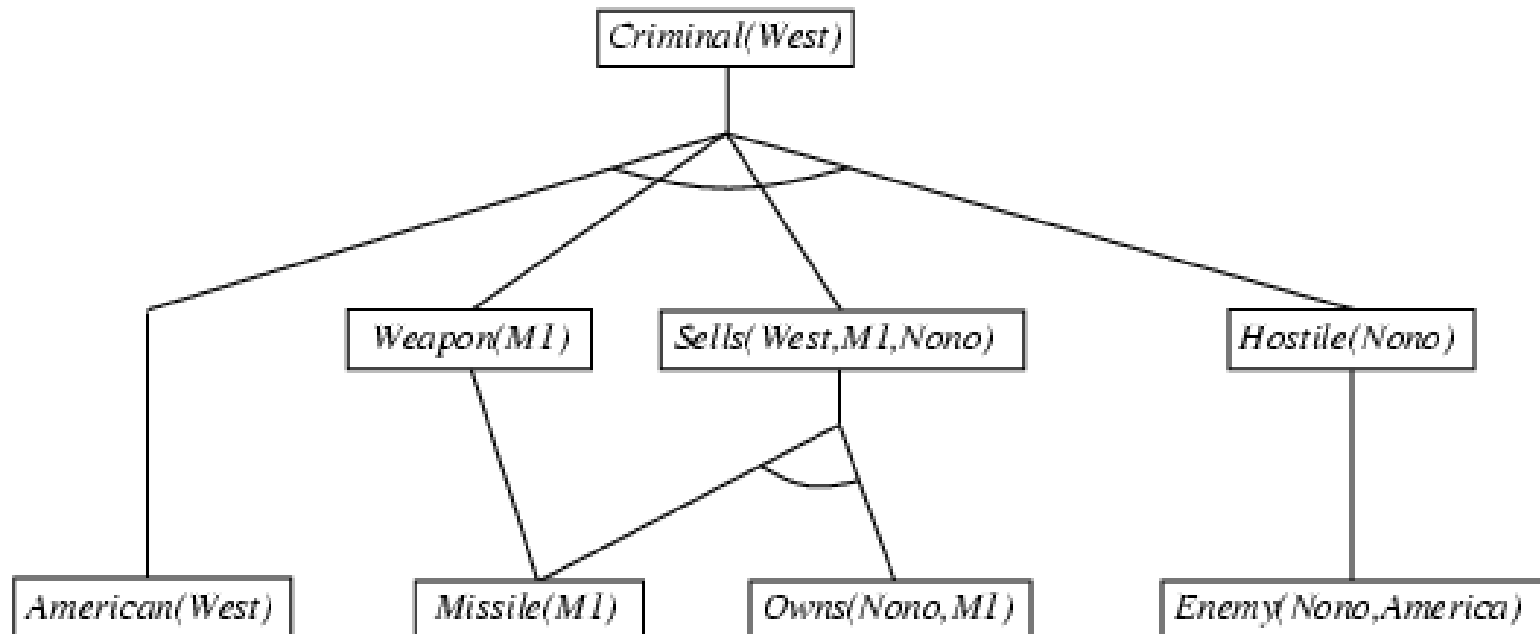 Criminal(West)
Weapon(M1)
Sells(West,M1,Nono)
Hostile(Nono)
American(West)
Missile(M1)
Owns(Nono,M1)
Enemy(Nono,America)